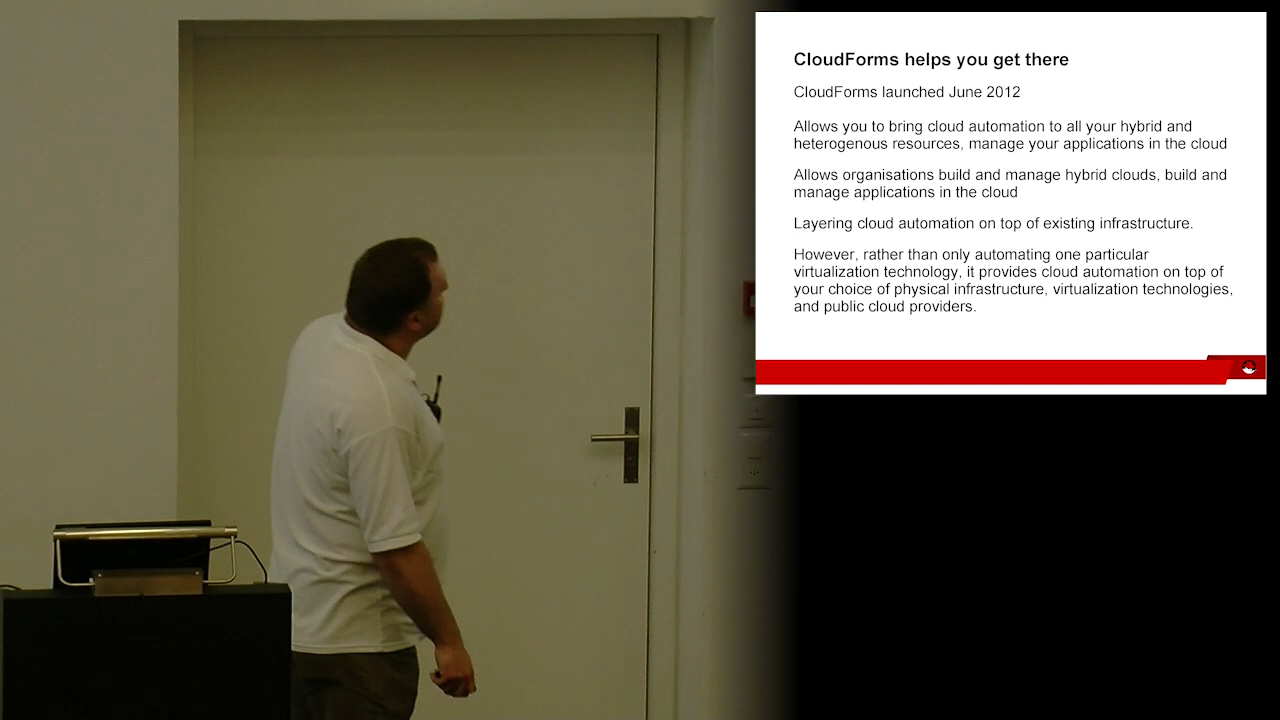 CloudForms helps you get there
CloudForms launched June 2012
Allows you to bring cloud automation to all your hybrid and
heterogenous resources, manage your applications in the cloud
Allows organisations build and manage hybrid clouds, build and
manage applications in the cloud
Layering cloud automation on top of existing infrastructure.
However, rather than only automating one particular
virtualization technology, it provides cloud automation on top of
your choice of physical infrastructure, virtualization technologies,
and public cloud providers.